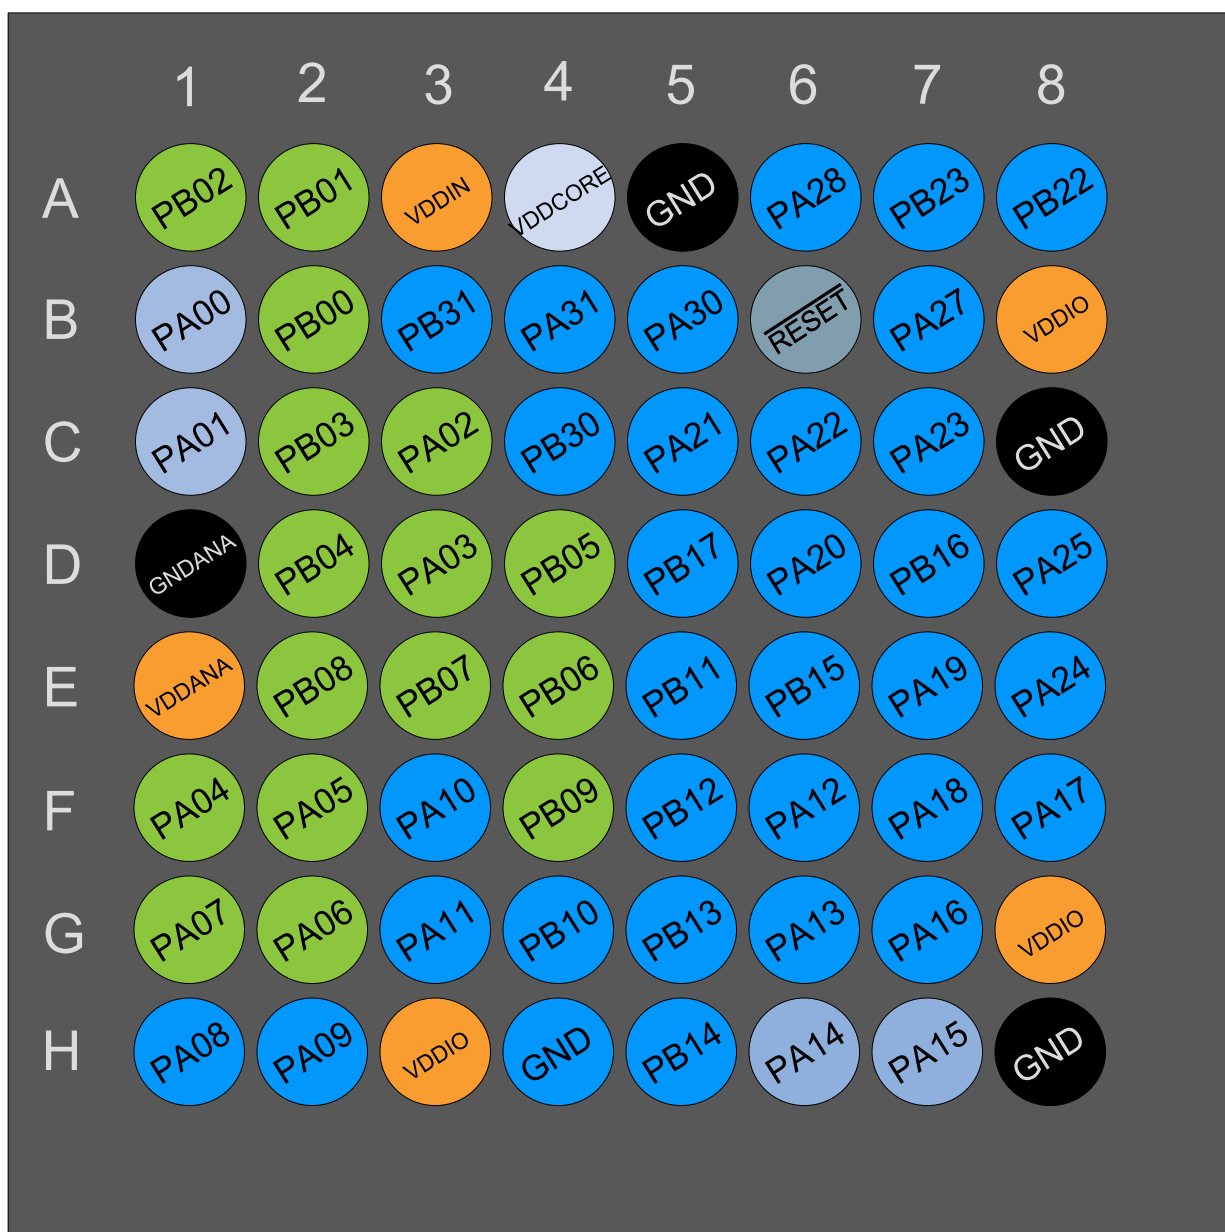 1 2 3 4 5 6 7 8
A PB02 PB01 VDDIN VDDCORE GND PA28 PB23 PB22
B PA00 PB00 PB31 PA31 PA30 RESET PA27 VDDIO
C PA01 PB03 PA02 PB30 PA21 PA22 PA23 GND
D GNDANA PB04 PA03 PB05 PB17 PA20 PB16 PA25
E VDDANA PB08 PB07 PB06 PB11 PB15 PA19 PA24
F PA04 PA05 PA10 PB09 PB12 PA12 PA18 PA17
G PA07 PA06 PA11 PB10 PB13 PA13 PA16 VDDIO
H PA08 PA09 VDDIO GND PB14 PA14 PA15 GND